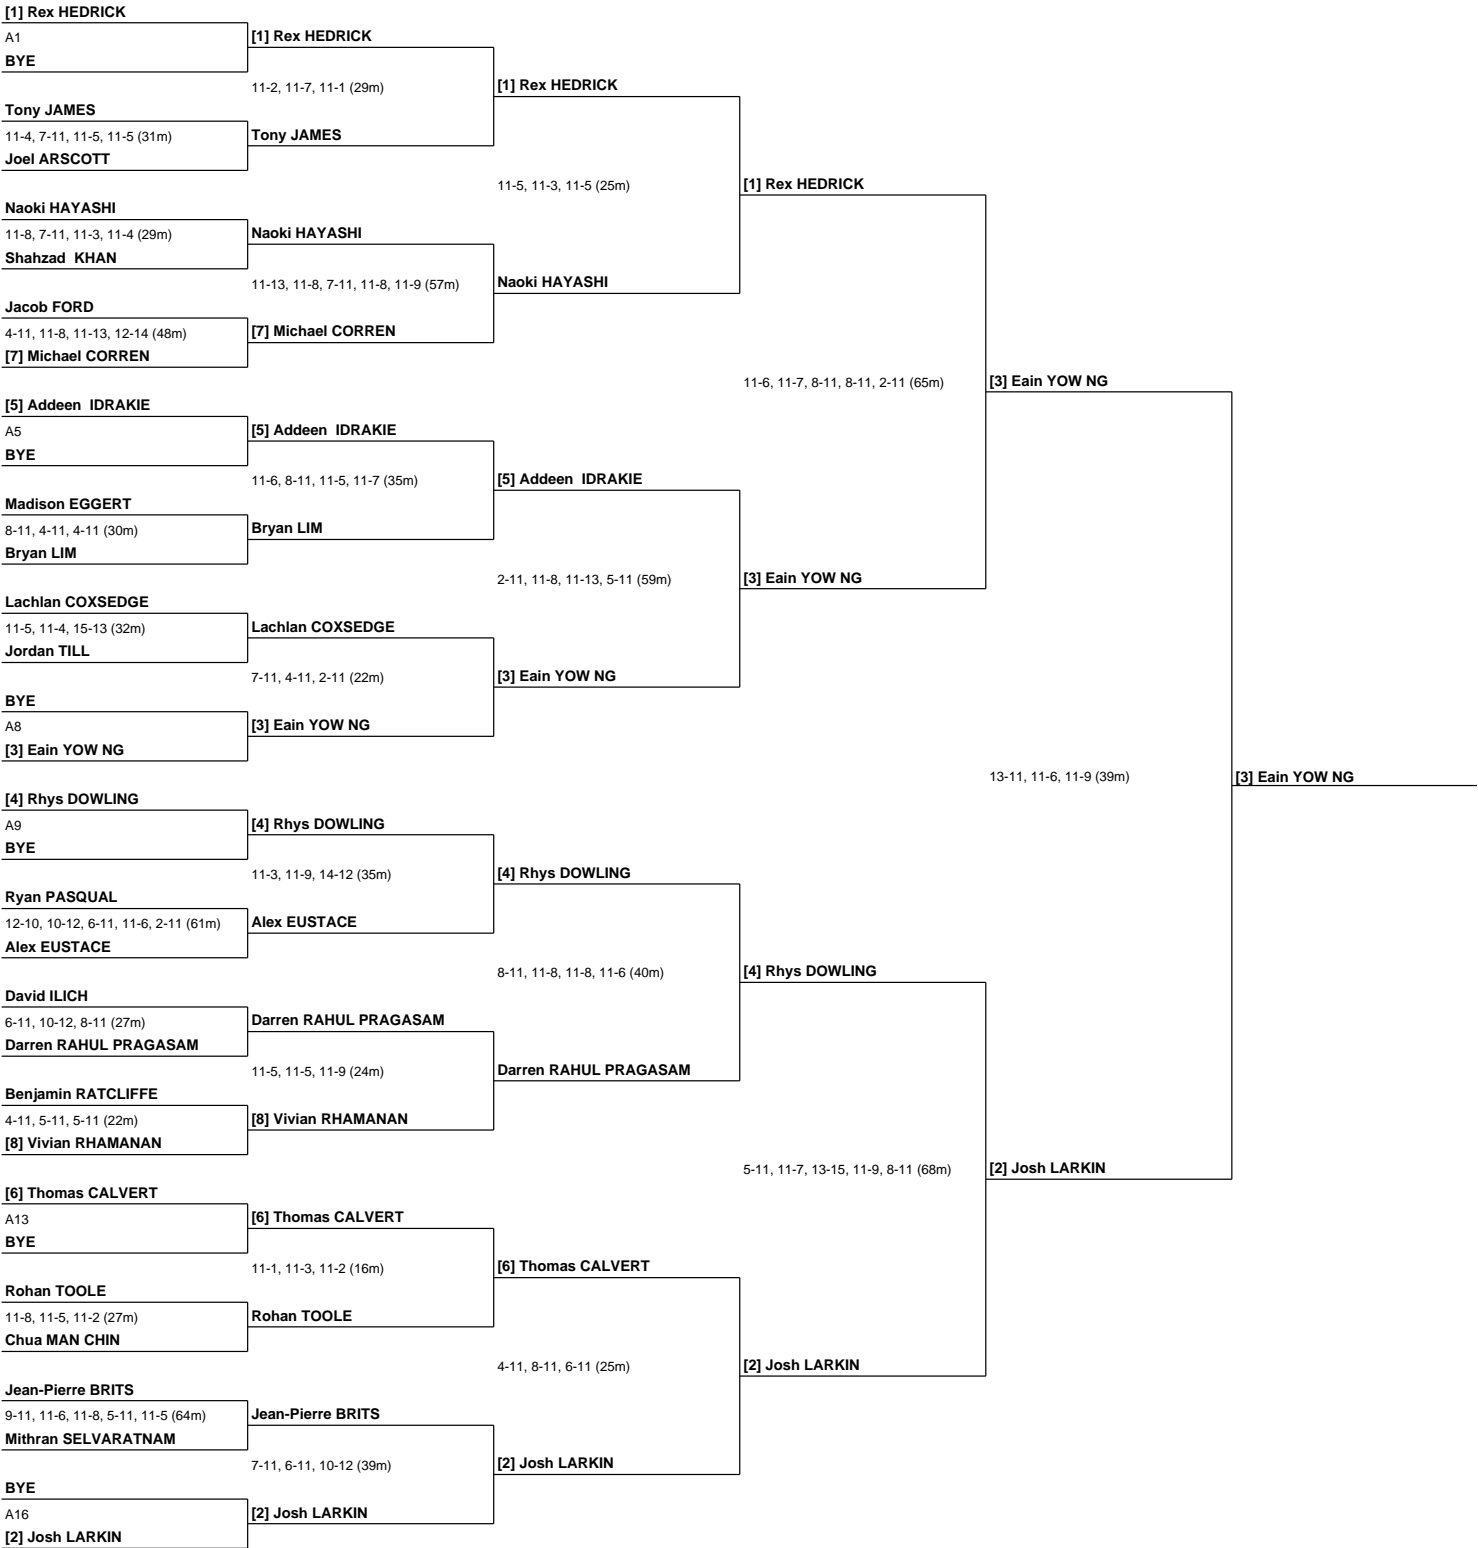 [1] Rex HEDRICK
A1
BYE
[1] Rex HEDRICK
11-2, 11-7, 11-1 (29m)
[1] Rex HEDRICK
Tony JAMES
11-4, 7-11, 11-5, 11-5 (31m)
Joel ARSCOTT
Tony JAMES
11-5, 11-3, 11-5 (25m)
[1] Rex HEDRICK
Naoki HAYASHI
11-8, 7-11, 11-3, 11-4 (29m)
Shahzad  KHAN
Naoki HAYASHI
11-13, 11-8, 7-11, 11-8, 11-9 (57m)
Naoki HAYASHI
Jacob FORD
4-11, 11-8, 11-13, 12-14 (48m)
[7] Michael CORREN
[7] Michael CORREN
11-6, 11-7, 8-11, 8-11, 2-11 (65m)
[3] Eain YOW NG
[5] Addeen  IDRAKIE
A5
BYE
[5] Addeen  IDRAKIE
11-6, 8-11, 11-5, 11-7 (35m)
[5] Addeen  IDRAKIE
Madison EGGERT
8-11, 4-11, 4-11 (30m)
Bryan LIM
Bryan LIM
2-11, 11-8, 11-13, 5-11 (59m)
[3] Eain YOW NG
Lachlan COXSEDGE
11-5, 11-4, 15-13 (32m)
Jordan TILL
Lachlan COXSEDGE
7-11, 4-11, 2-11 (22m)
[3] Eain YOW NG
BYE
A8
[3] Eain YOW NG
[3] Eain YOW NG
13-11, 11-6, 11-9 (39m)
[3] Eain YOW NG
[4] Rhys DOWLING
A9
BYE
[4] Rhys DOWLING
11-3, 11-9, 14-12 (35m)
[4] Rhys DOWLING
Ryan PASQUAL
12-10, 10-12, 6-11, 11-6, 2-11 (61m)
Alex EUSTACE
Alex EUSTACE
8-11, 11-8, 11-8, 11-6 (40m)
[4] Rhys DOWLING
David ILICH
6-11, 10-12, 8-11 (27m)
Darren RAHUL PRAGASAM
Darren RAHUL PRAGASAM
11-5, 11-5, 11-9 (24m)
Darren RAHUL PRAGASAM
Benjamin RATCLIFFE
4-11, 5-11, 5-11 (22m)
[8] Vivian RHAMANAN
[8] Vivian RHAMANAN
5-11, 11-7, 13-15, 11-9, 8-11 (68m)
[2] Josh LARKIN
[6] Thomas CALVERT
A13
BYE
[6] Thomas CALVERT
11-1, 11-3, 11-2 (16m)
[6] Thomas CALVERT
Rohan TOOLE
11-8, 11-5, 11-2 (27m)
Chua MAN CHIN
Rohan TOOLE
4-11, 8-11, 6-11 (25m)
[2] Josh LARKIN
Jean-Pierre BRITS
9-11, 11-6, 11-8, 5-11, 11-5 (64m)
Mithran SELVARATNAM
Jean-Pierre BRITS
7-11, 6-11, 10-12 (39m)
[2] Josh LARKIN
BYE
A16
[2] Josh LARKIN
[2] Josh LARKIN